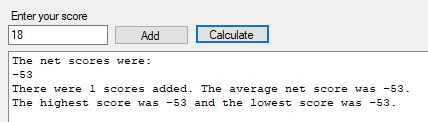 Enter your score
18 Add Calculate
The net scores were:
-53
There were 1 scores added. The average net score was -53.
The highest score was -53 and the lowest score was -53.